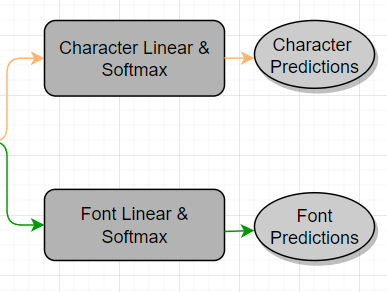 Character Linear &
Softmax
Character
Predictions
Font Linear &
Softmax
Font
Predictions